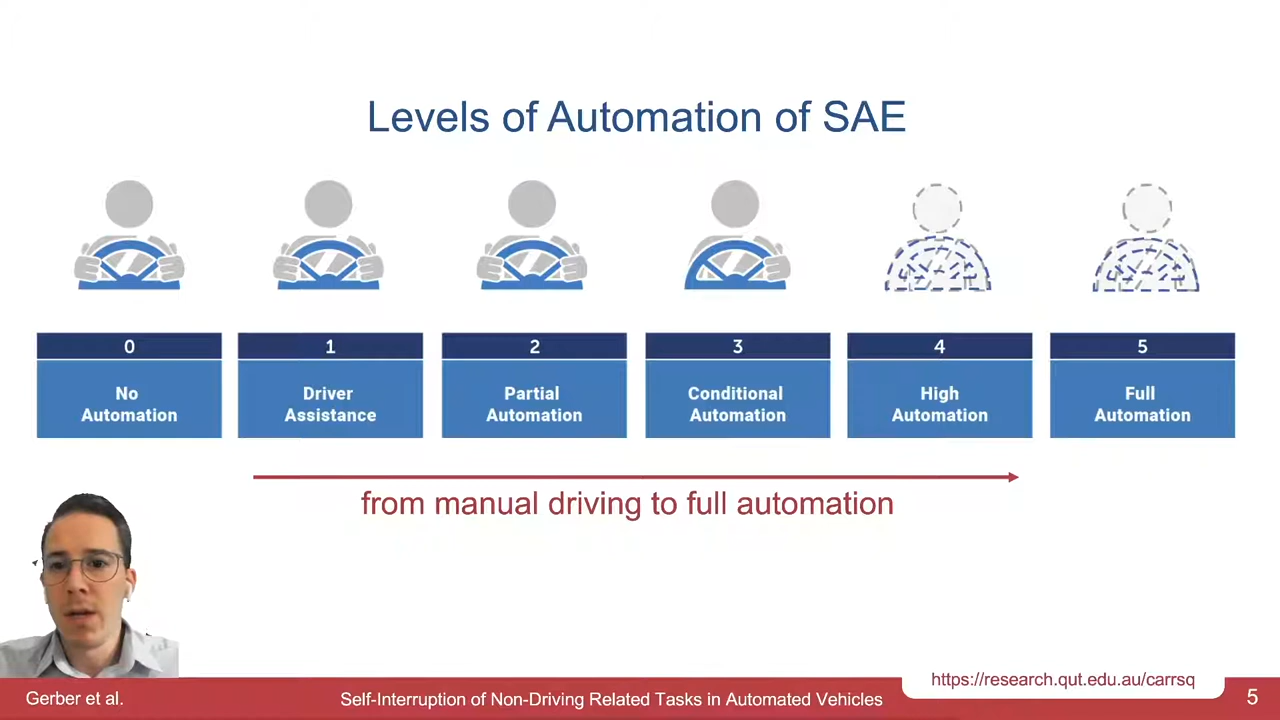 Levels of Automation of SAE
0
No
Automation
1
Driver
Assistance
2
Partial
Automation
3
Conditional
Automation
4
High
Automation
5
Full
Automation
from manual driving to full automation
https://research.qut.edu.au/carrsq
Gerber et al.
Self-Interruption of Non-Driving Related Tasks in Automated Vehicles
5